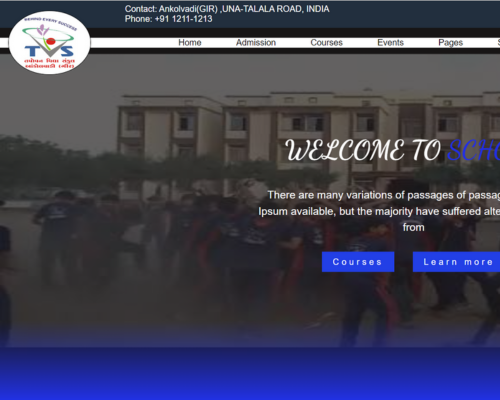 Contact: Ankolvadi(GIR) ,UNA-TALALA ROAD, INDIA
Phone: +91 1211-1213
BEHIND EVERY SUCCESS
TVS
Home Admission Courses Events Pages S
WELCOME TO SCHO
There are many variations of passages of passag
Ipsum available, but the majority have suffered alte
from
Courses Learn more